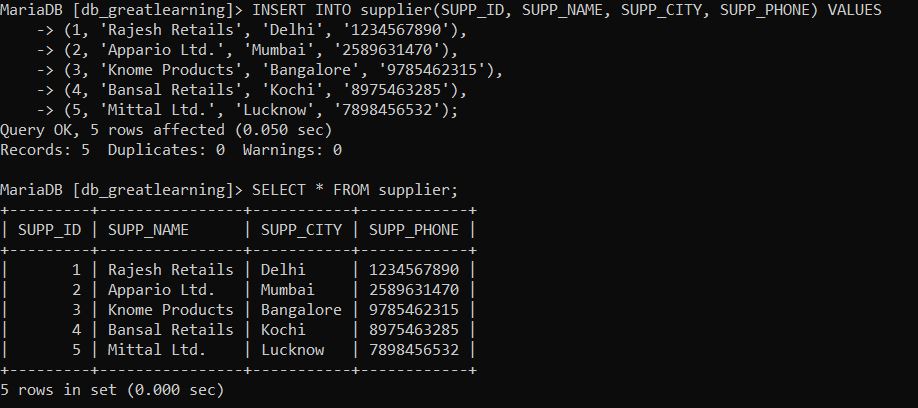 MariaDB [db_greatlearning]> INSERT INTO supplier(SUPP_ID, SUPP_NAME, SUPP_CITY, SUPP_PHONE) VALUES
    -> (1, 'Rajesh Retails', 'Delhi', '1234567890'),
    -> (2, 'Appario Ltd.', 'Mumbai', '2589631470'),
    -> (3, 'Knome Products', 'Bangalore', '9785462315'),
    -> (4, 'Bansal Retails', 'Kochi', '8975463285'),
    -> (5, 'Mittal Ltd.', 'Lucknow', '7898456532');
Query OK, 5 rows affected (0.050 sec)
Records: 5  Duplicates: 0  Warnings: 0

MariaDB [db_greatlearning]> SELECT * FROM supplier;
+---------+----------------+-----------+------------+
| SUPP_ID | SUPP_NAME      | SUPP_CITY | SUPP_PHONE |
+---------+----------------+-----------+------------+
|       1 | Rajesh Retails | Delhi     | 1234567890 |
|       2 | Appario Ltd.   | Mumbai    | 2589631470 |
|       3 | Knome Products | Bangalore | 9785462315 |
|       4 | Bansal Retails | Kochi     | 8975463285 |
|       5 | Mittal Ltd.    | Lucknow   | 7898456532 |
+---------+----------------+-----------+------------+
5 rows in set (0.000 sec)